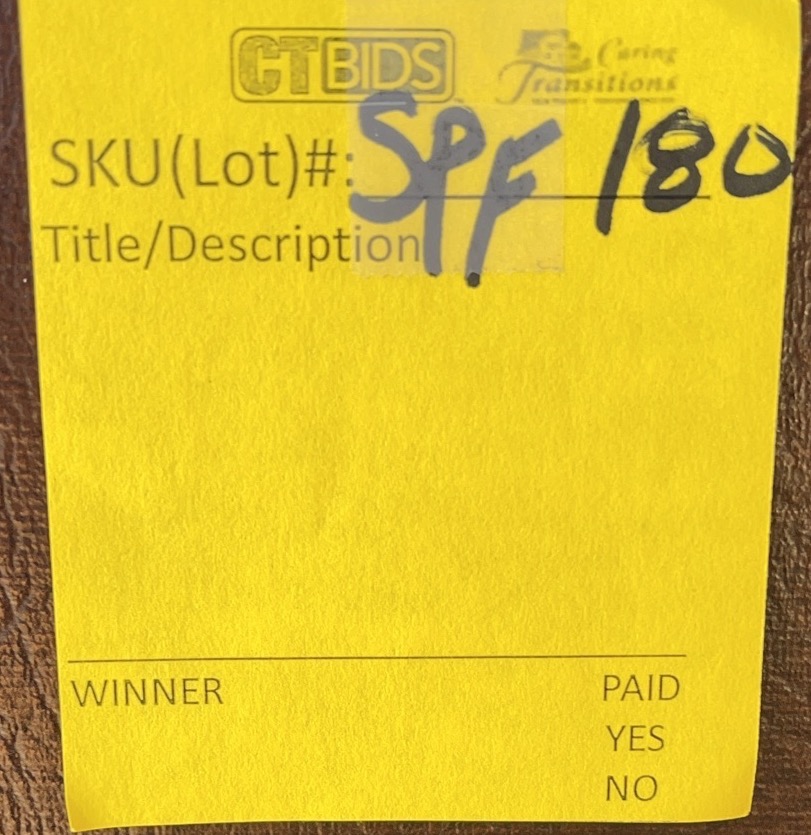 CTBIDS Caring
Transitions
SKU(Lot)#: SPF 180
Title/Description
WINNER PAID
YES
NO